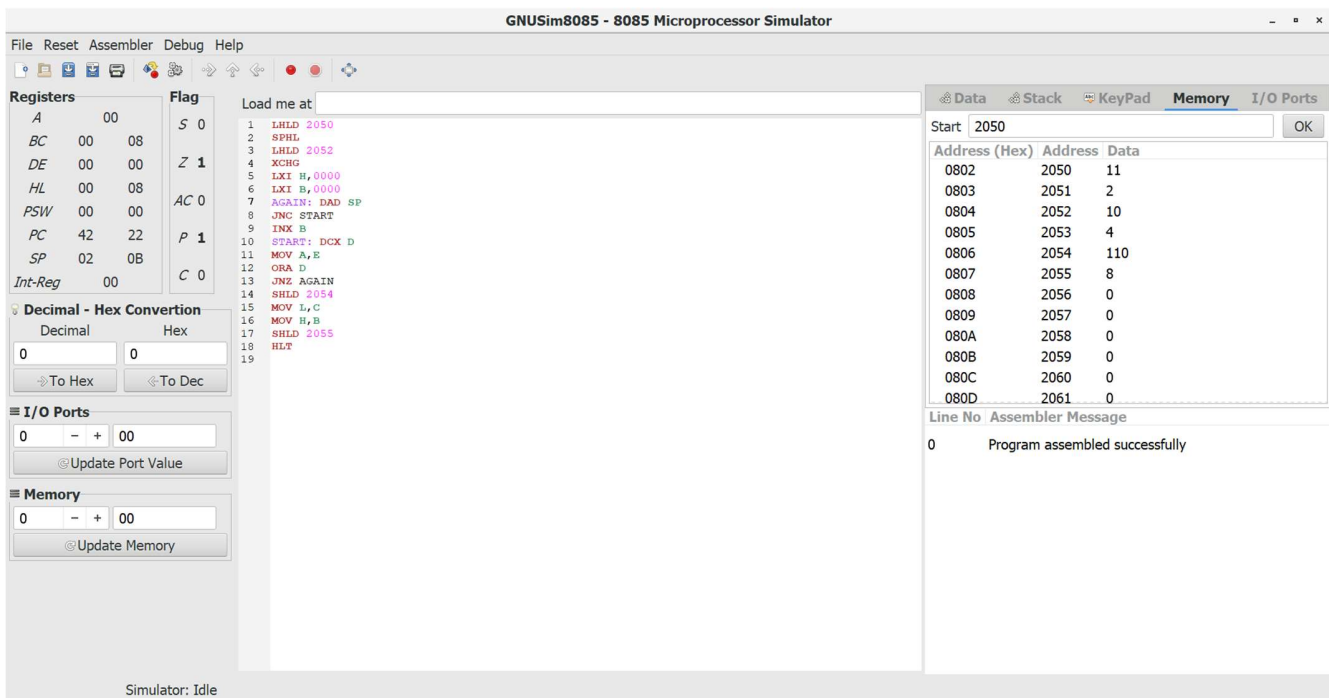 GNUSim8085 - 8085 Microprocessor Simulator
File Reset Assembler Debug Help
Registers
A 00
BC 00 08
DE 00 00
HL 00 08
PSW 00 00
PC 42 22
SP 02 0B
Int-Reg 00
Flag
S 0
Z 1
AC 0
P 1
C 0
Decimal - Hex Convertion
Decimal Hex
0 0
To Hex To Dec
I/O Ports
0 - + 00
Update Port Value
Memory
0 - + 00
Update Memory
Load me at
1 LHLD 2050
2 SPHL
3 LHLD 2052
4 XCHG
5 LXI H,0000
6 LXI B,0000
7 AGAIN: DAD SP
8 JNC START
9 INX B
10 START: DCX D
11 MOV A,E
12 ORA D
13 JNZ AGAIN
14 SHLD 2054
15 MOV L,C
16 MOV H,B
17 SHLD 2055
18 HLT
19
Data Stack KeyPad Memory I/O Ports
Start 2050 OK
Address (Hex) Address Data
0802 2050 11
0803 2051 2
0804 2052 10
0805 2053 4
0806 2054 110
0807 2055 8
0808 2056 0
0809 2057 0
080A 2058 0
080B 2059 0
080C 2060 0
080D 2061 0
Line No Assembler Message
0 Program assembled successfully
Simulator: Idle